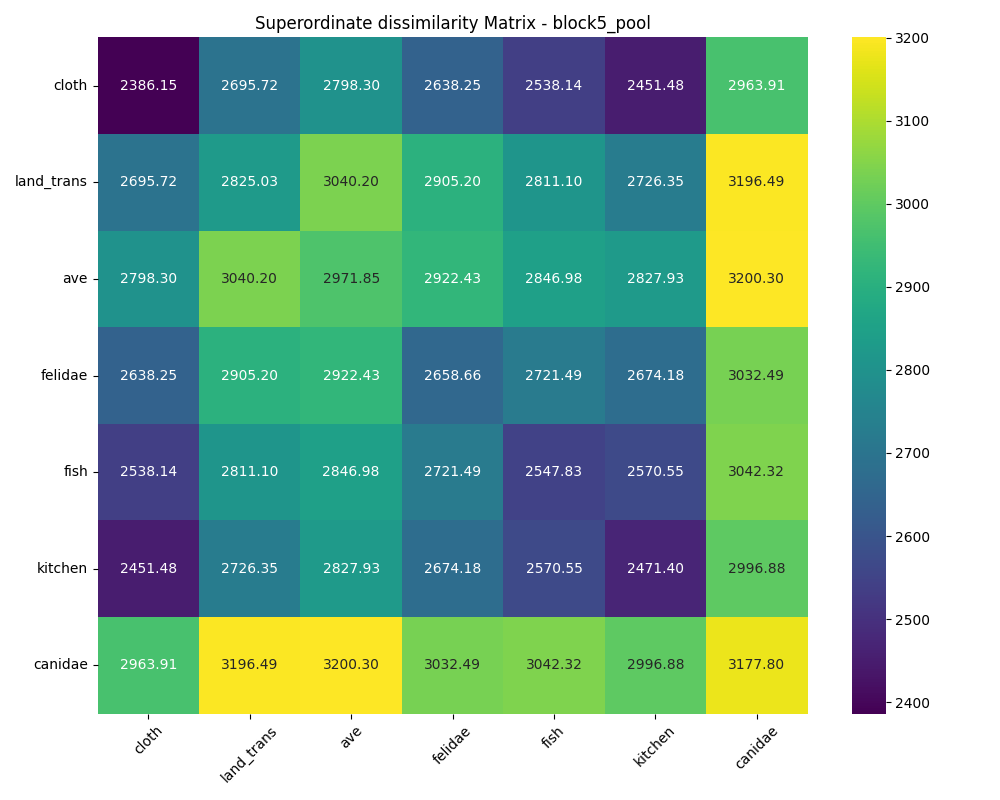 Superordinate dissimilarity Matrix - block5_pool
cloth 2386.15 2695.72 2798.30 2638.25 2538.14 2451.48 2963.91
land_trans 2695.72 2825.03 3040.20 2905.20 2811.10 2726.35 3196.49
ave 2798.30 3040.20 2971.85 2922.43 2846.98 2827.93 3200.30
felidae 2638.25 2905.20 2922.43 2658.66 2721.49 2674.18 3032.49
fish 2538.14 2811.10 2846.98 2721.49 2547.83 2570.55 3042.32
kitchen 2451.48 2726.35 2827.93 2674.18 2570.55 2471.40 2996.88
canidae 2963.91 3196.49 3200.30 3032.49 3042.32 2996.88 3177.80
cloth land_trans ave felidae fish kitchen canidae
3200
3100
3000
2900
2800
2700
2600
2500
2400